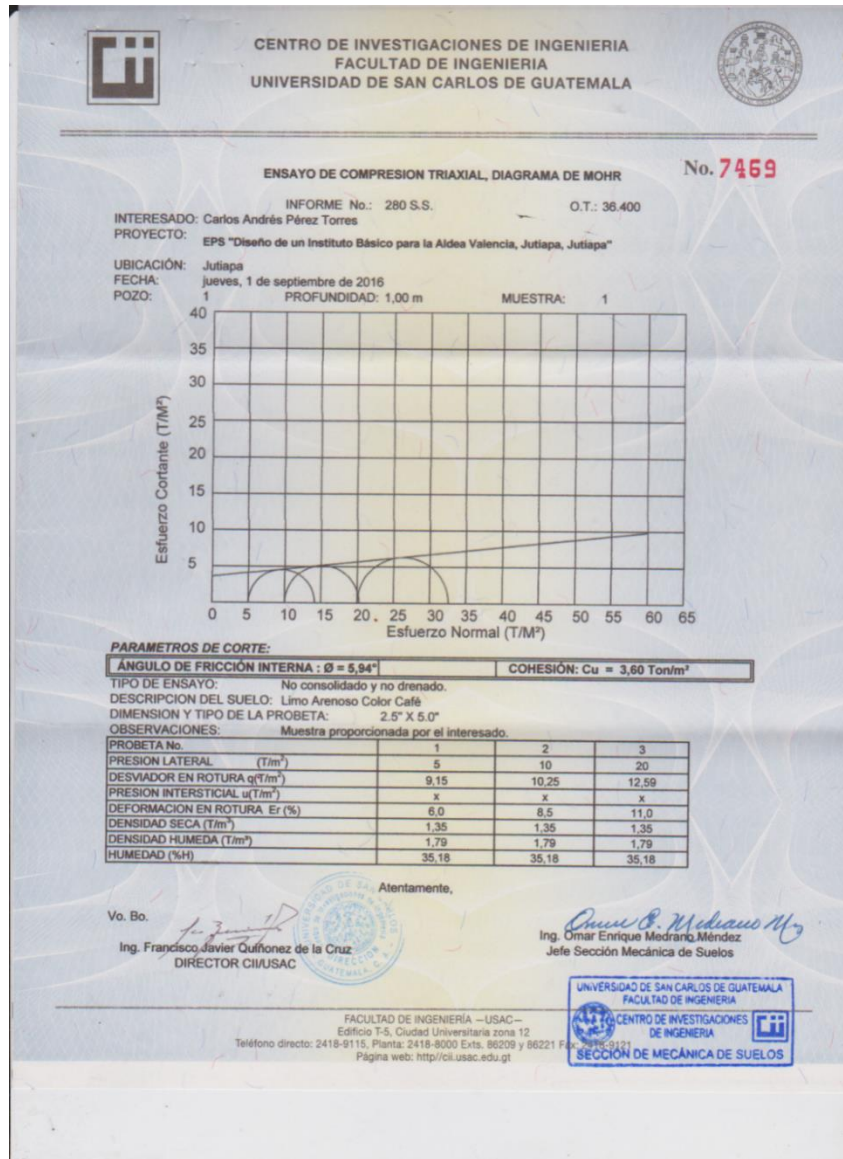 Cii
CENTRO DE INVESTIGACIONES DE INGENIERIA
FACULTAD DE INGENIERIA
UNIVERSIDAD DE SAN CARLOS DE GUATEMALA
ENSAYO DE COMPRESION TRIAXIAL, DIAGRAMA DE MOHR No. 7469
INFORME No.: 280 S.S. O.T.: 36.400
INTERESADO: Carlos Andrés Pérez Torres
PROYECTO: EPS "Diseño de un Instituto Básico para la Aldea Valencia, Jutiapa, Jutiapa"
UBICACIÓN: Jutiapa
FECHA: jueves, 1 de septiembre de 2016
POZO: 1 PROFUNDIDAD: 1,00 m MUESTRA: 1
40
35
30
25
20
15
10
5
Esfuerzo Cortante (T/M²)
0 5 10 15 20 25 30 35 40 45 50 55 60 65
Esfuerzo Normal (T/M²)
PARAMETROS DE CORTE:
ÁNGULO DE FRICCIÓN INTERNA : Ø = 5,94° COHESIÓN: Cu = 3,60 Ton/m²
TIPO DE ENSAYO: No consolidado y no drenado.
DESCRIPCION DEL SUELO: Limo Arenoso Color Cafè
DIMENSION Y TIPO DE LA PROBETA: 2.5" X 5.0"
OBSERVACIONES: Muestra proporcionada por el interesado.
PROBETA No. 1 2 3
PRESION LATERAL (T/m²) 5 10 20
DESVIADOR EN ROTURA q(T/m²) 9,15 10,25 12,59
PRESION INTERSTICIAL u(T/m²) x x x
DEFORMACION EN ROTURA Er (%) 6,0 8,5 11,0
DENSIDAD SECA (T/m³) 1,35 1,35 1,35
DENSIDAD HUMEDA (T/m³) 1,79 1,79 1,79
HUMEDAD (%H) 35,18 35,18 35,18
Atentamente,
Vo. Bo.
Ing. Francisco Javier Quiñonez de la Cruz
DIRECTOR CII/USAC
DIRECCION
Ing. Omar Enrique Medrano Méndez
Jefe Sección Mecánica de Suelos
UNIVERSIDAD DE SAN CARLOS DE GUATEMALA
FACULTAD DE INGENIERIA
CENTRO DE INVESTIGACIONES
DE INGENIERIA
Cii
SECCIÓN DE MECÁNICA DE SUELOS
FACULTAD DE INGENIERÍA —USAC—
Edificio T-5, Ciudad Universitaria zona 12
Teléfono directo: 2418-9115, Planta: 2418-8000 Exts. 86209 y 86221 Fax: 2418-9121
Página web: http//cii.usac.edu.gt